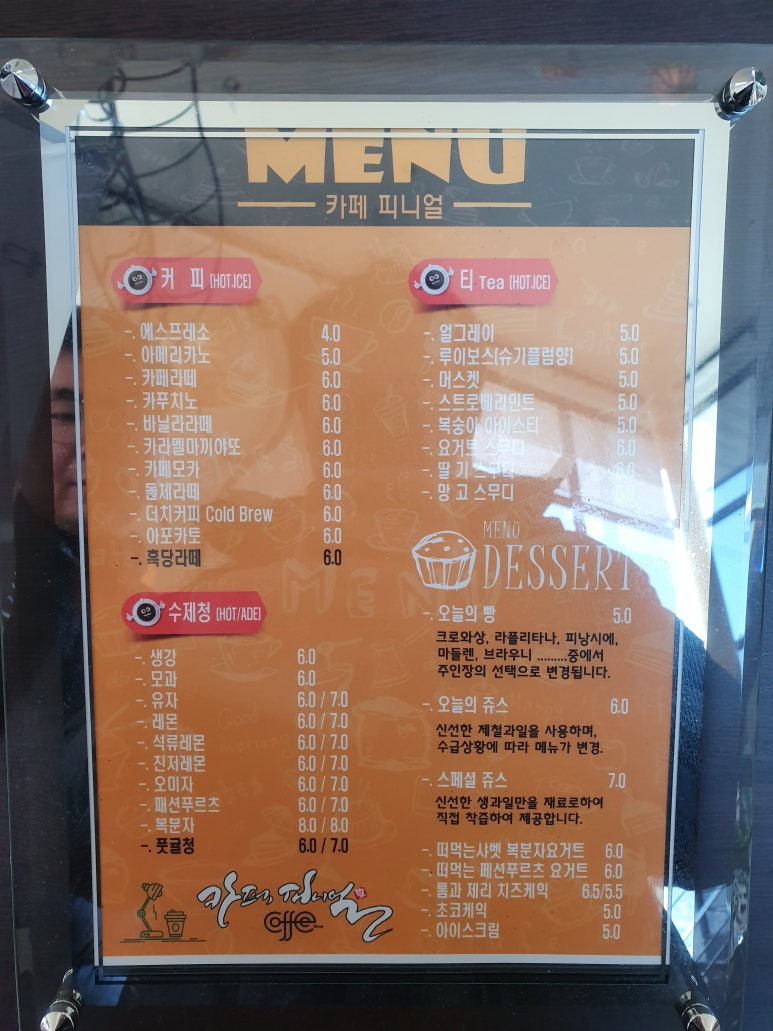 MENU
카페 피니얼
커 피 (HOT.ICE)
-. 에스프레소 4.0
-. 아메리카노 5.0
-. 카페라떼 6.0
-. 카푸치노 6.0
-. 바닐라라떼 6.0
-. 카라멜마끼야또 6.0
-. 카페모카 6.0
-. 돌체라떼 6.0
-. 더치커피 Cold Brew 6.0
-. 아포카토 6.0
-. 흑당라떼 6.0
수제청 (HOT/ADE)
-. 생강 6.0
-. 모과 6.0
-. 유자 6.0 / 7.0
-. 레몬 6.0 / 7.0
-. 석류레몬 6.0 / 7.0
-. 진저레몬 6.0 / 7.0
-. 오미자 6.0 / 7.0
-. 패션푸르츠 6.0 / 7.0
-. 복분자 8.0 / 8.0
-. 풋귤청 6.0 / 7.0
카페, 피니얼
Coffe
티 Tea (HOT.ICE)
-. 얼그레이 5.0
-. 루이보스(슈가플럼향) 5.0
-. 머스켓 5.0
-. 스트로베리민트 5.0
-. 복숭아 아이스티 5.0
-. 요거트 스무디 6.0
-. 딸 기 스무디 6.0
-. 망 고 스무디 6.0
MENU
DESSERT
-. 오늘의 빵 5.0
크로와상, 라플리타나, 피낭시에,
마들렌, 브라우니 .........중에서
주인장의 선택으로 변경됩니다.
-. 오늘의 쥬스 6.0
신선한 제철과일을 사용하며,
수급상황에 따라 메뉴가 변경.
-. 스페셜 쥬스 7.0
신선한 생과일만을 재료로하여
직접 착즙하여 제공합니다.
-. 떠먹는샤벳 복분자요거트 6.0
-. 떠먹는 페션푸르츠 요거트 6.0
-. 톰과 제리 치즈케익 6.5/5.5
-. 초코케익 5.0
-. 아이스크림 5.0